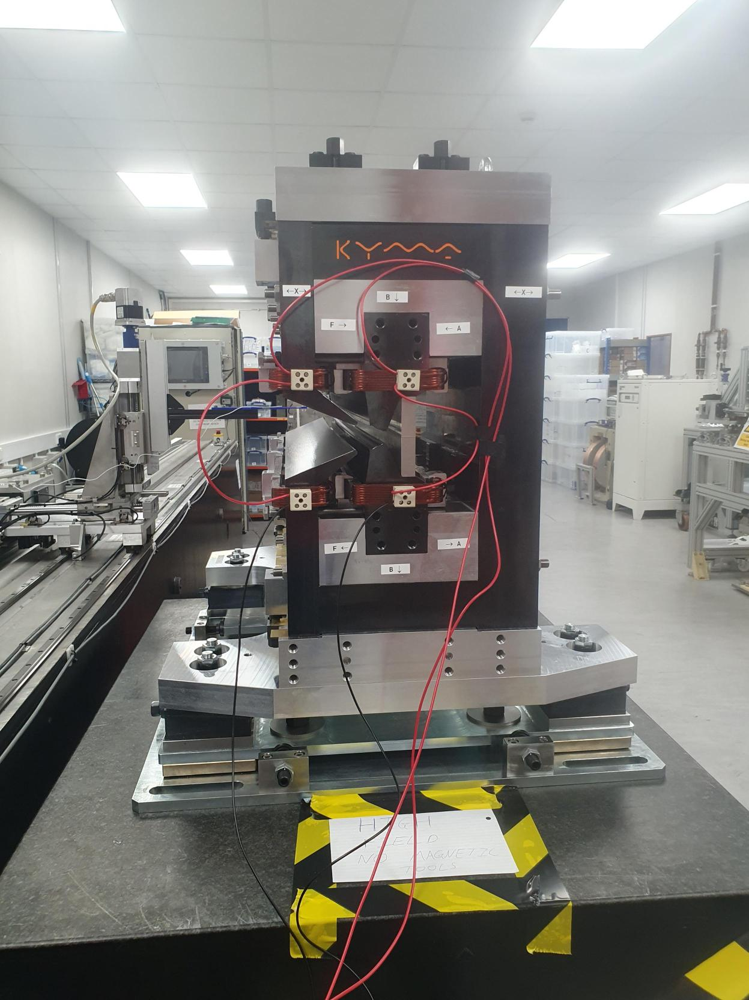 KYMA
←X→
←X→
B ↓
F →
← A
F ←
→ A
B ↓
HIGH
FIELD
NO MAGNETIC
TOOLS